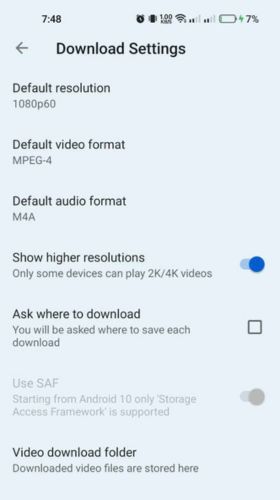 7:48 1.00 KB/S 7%
Download Settings
Default resolution
1080p60
Default video format
MPEG-4
Default audio format
M4A
Show higher resolutions
Only some devices can play 2K/4K videos
Ask where to download
You will be asked where to save each
download
Use SAF
Starting from Android 10 only 'Storage
Access Framework' is supported
Video download folder
Downloaded video files are stored here